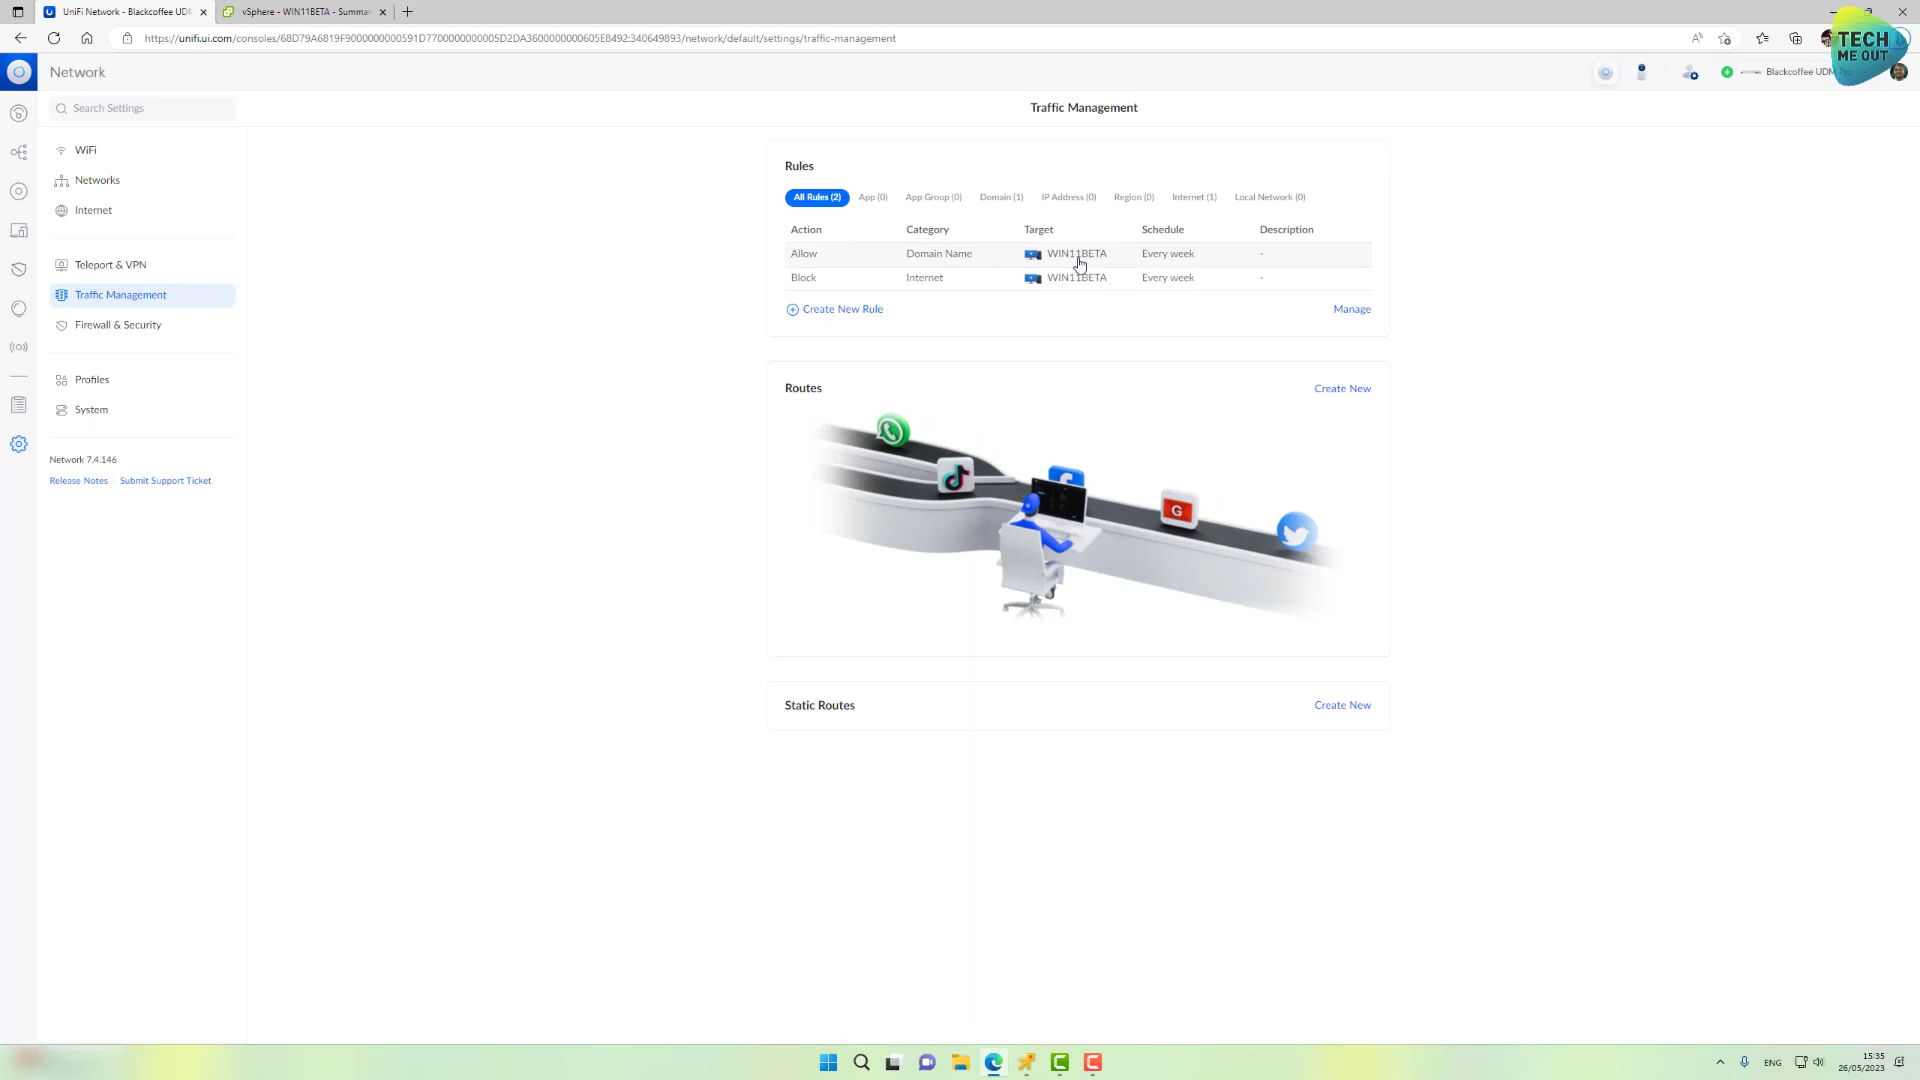 UniFi Network - Blackcoffee UDM
vSphere - WIN11BETA - Summar
https://unifi.ui.com/consoles/68D79A6819F9000000000591D7700000000005D2DA3600000000605E8492:340649893/network/default/settings/traffic-management
TECH
ME OUT
Network
Blackcoffee UDM
Search Settings
Traffic Management
WiFi
Networks
Internet
Teleport & VPN
Traffic Management
Firewall & Security
Profiles
System
Network 7.4.146
Release Notes Submit Support Ticket
Rules
All Rules (2) App (0) App Group (0) Domain (1) IP Address (0) Region (0) Internet (1) Local Network (0)
Action Category Target Schedule Description
Allow Domain Name WIN11BETA Every week -
Block Internet WIN11BETA Every week -
Create New Rule Manage
Routes Create New
G
Static Routes Create New
ENG
15:35
26/05/2023